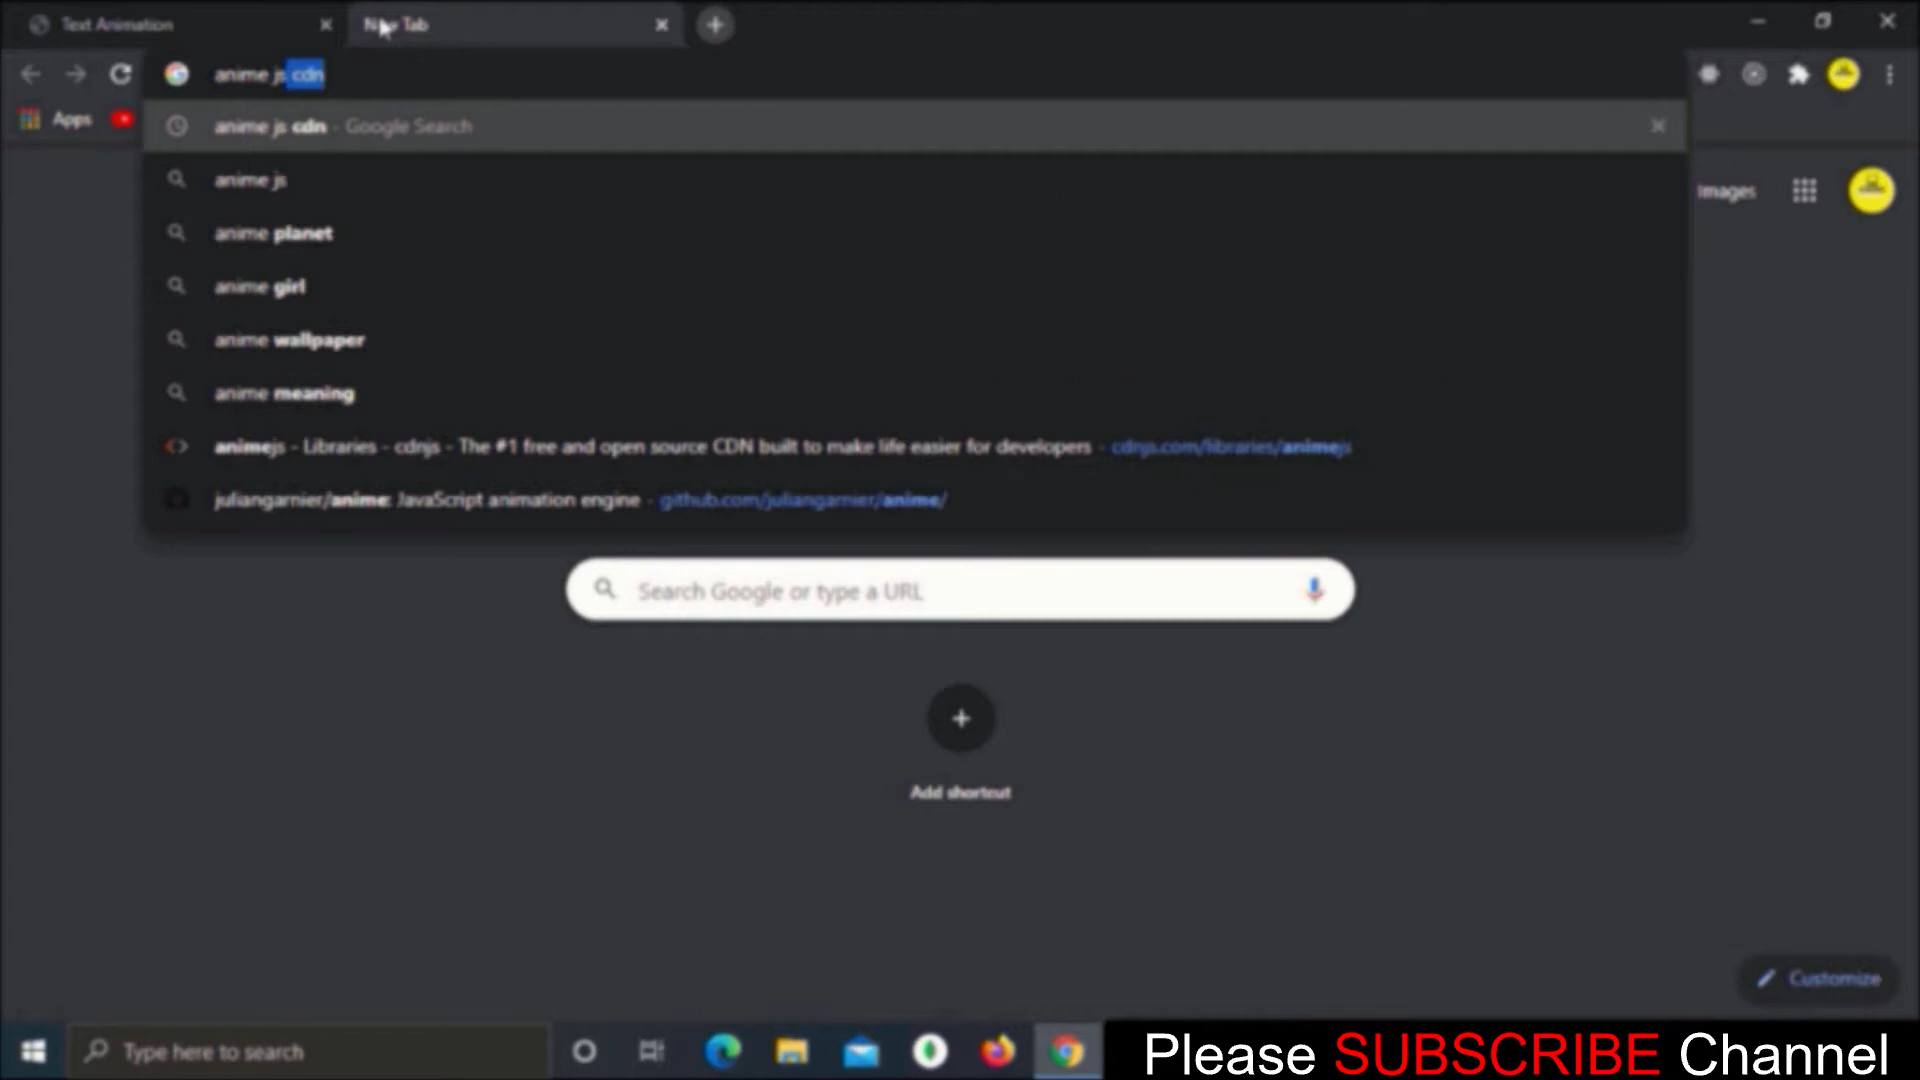 Text Animation
New Tab
anime js cdn
Apps
anime js cdn - Google Search
anime js
anime planet
anime girl
anime wallpaper
anime meaning
animejs - Libraries - cdnjs - The #1 free and open source CDN built to make life easier for developers - cdnjs.com/libraries/animejs
juliangarnier/anime: JavaScript animation engine - github.com/juliangarnier/anime/
Images
Search Google or type a URL
Add shortcut
Customize
Type here to search
Please SUBSCRIBE Channel